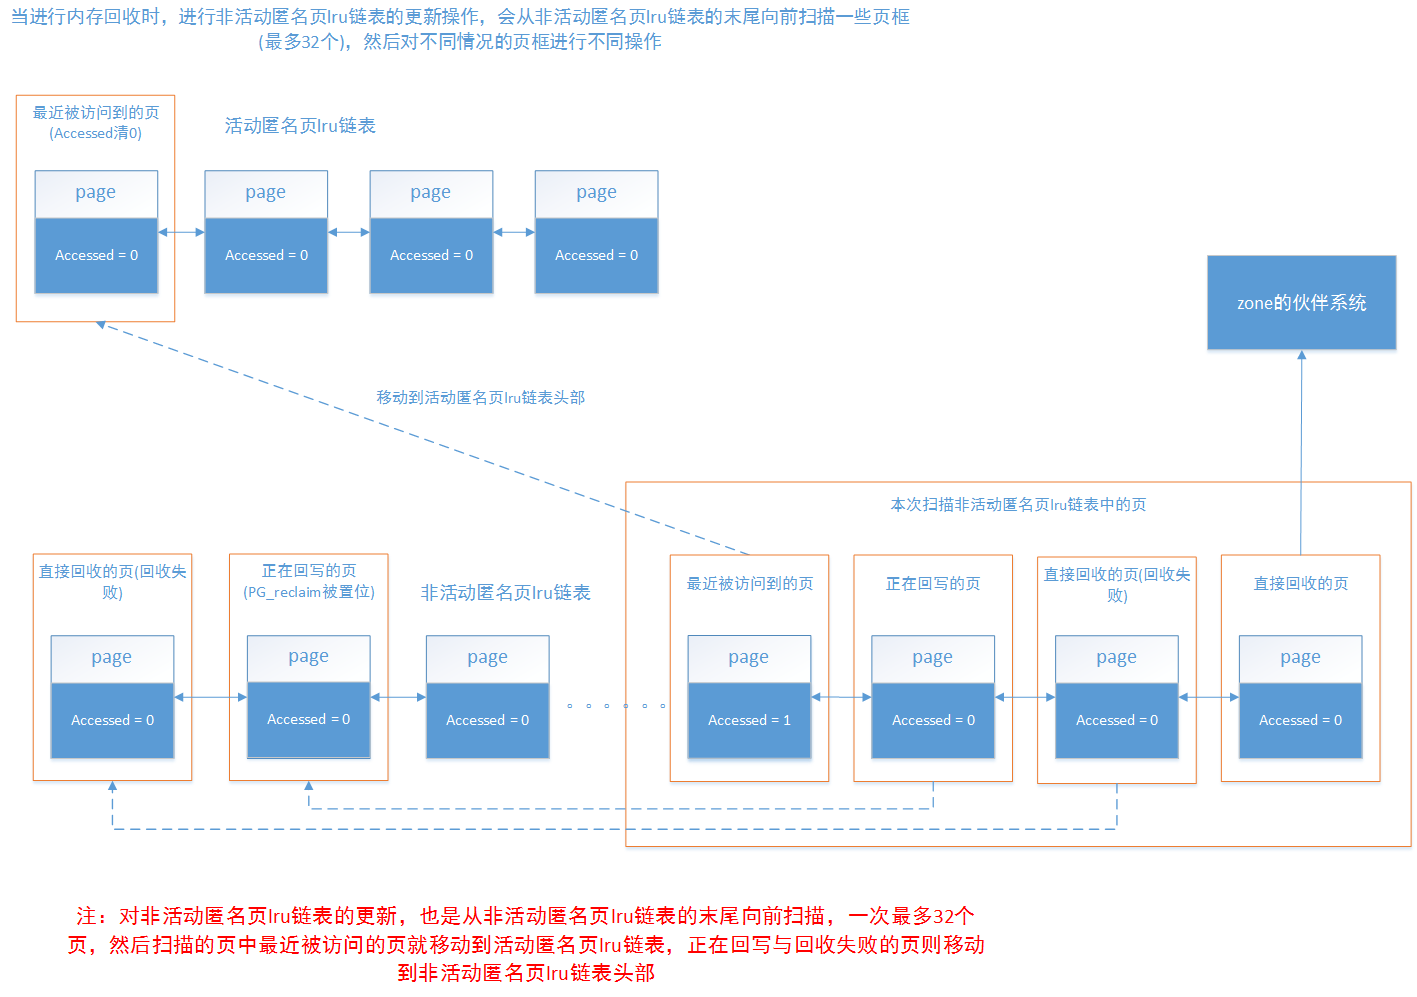 当进行内存回收时，进行非活动匿名页lru链表的更新操作，会从非活动匿名页lru链表的末尾向前扫描一些页框
(最多32个)，然后对不同情况的页框进行不同操作
最近被访问到的页
(Accessed清0)
活动匿名页lru链表
page
page
page
page
Accessed = 0
Accessed = 0
Accessed = 0
Accessed = 0
zone的伙伴系统
移动到活动匿名页lru链表头部
本次扫描非活动匿名页lru链表中的页
直接回收的页(回收失
败)
正在回写的页
(PG_reclaim被置位)
非活动匿名页lru链表
最近被访问到的页
正在回写的页
直接回收的页(回收失
败)
直接回收的页
page
page
page
page
page
page
page
Accessed = 0
Accessed = 0
Accessed = 0
。。。。。。
Accessed = 1
Accessed = 0
Accessed = 0
Accessed = 0
注：对非活动匿名页lru链表的更新，也是从非活动匿名页lru链表的末尾向前扫描，一次最多32个
页，然后扫描的页中最近被访问的页就移动到活动匿名页lru链表，正在回写与回收失败的页则移动
到非活动匿名页lru链表头部